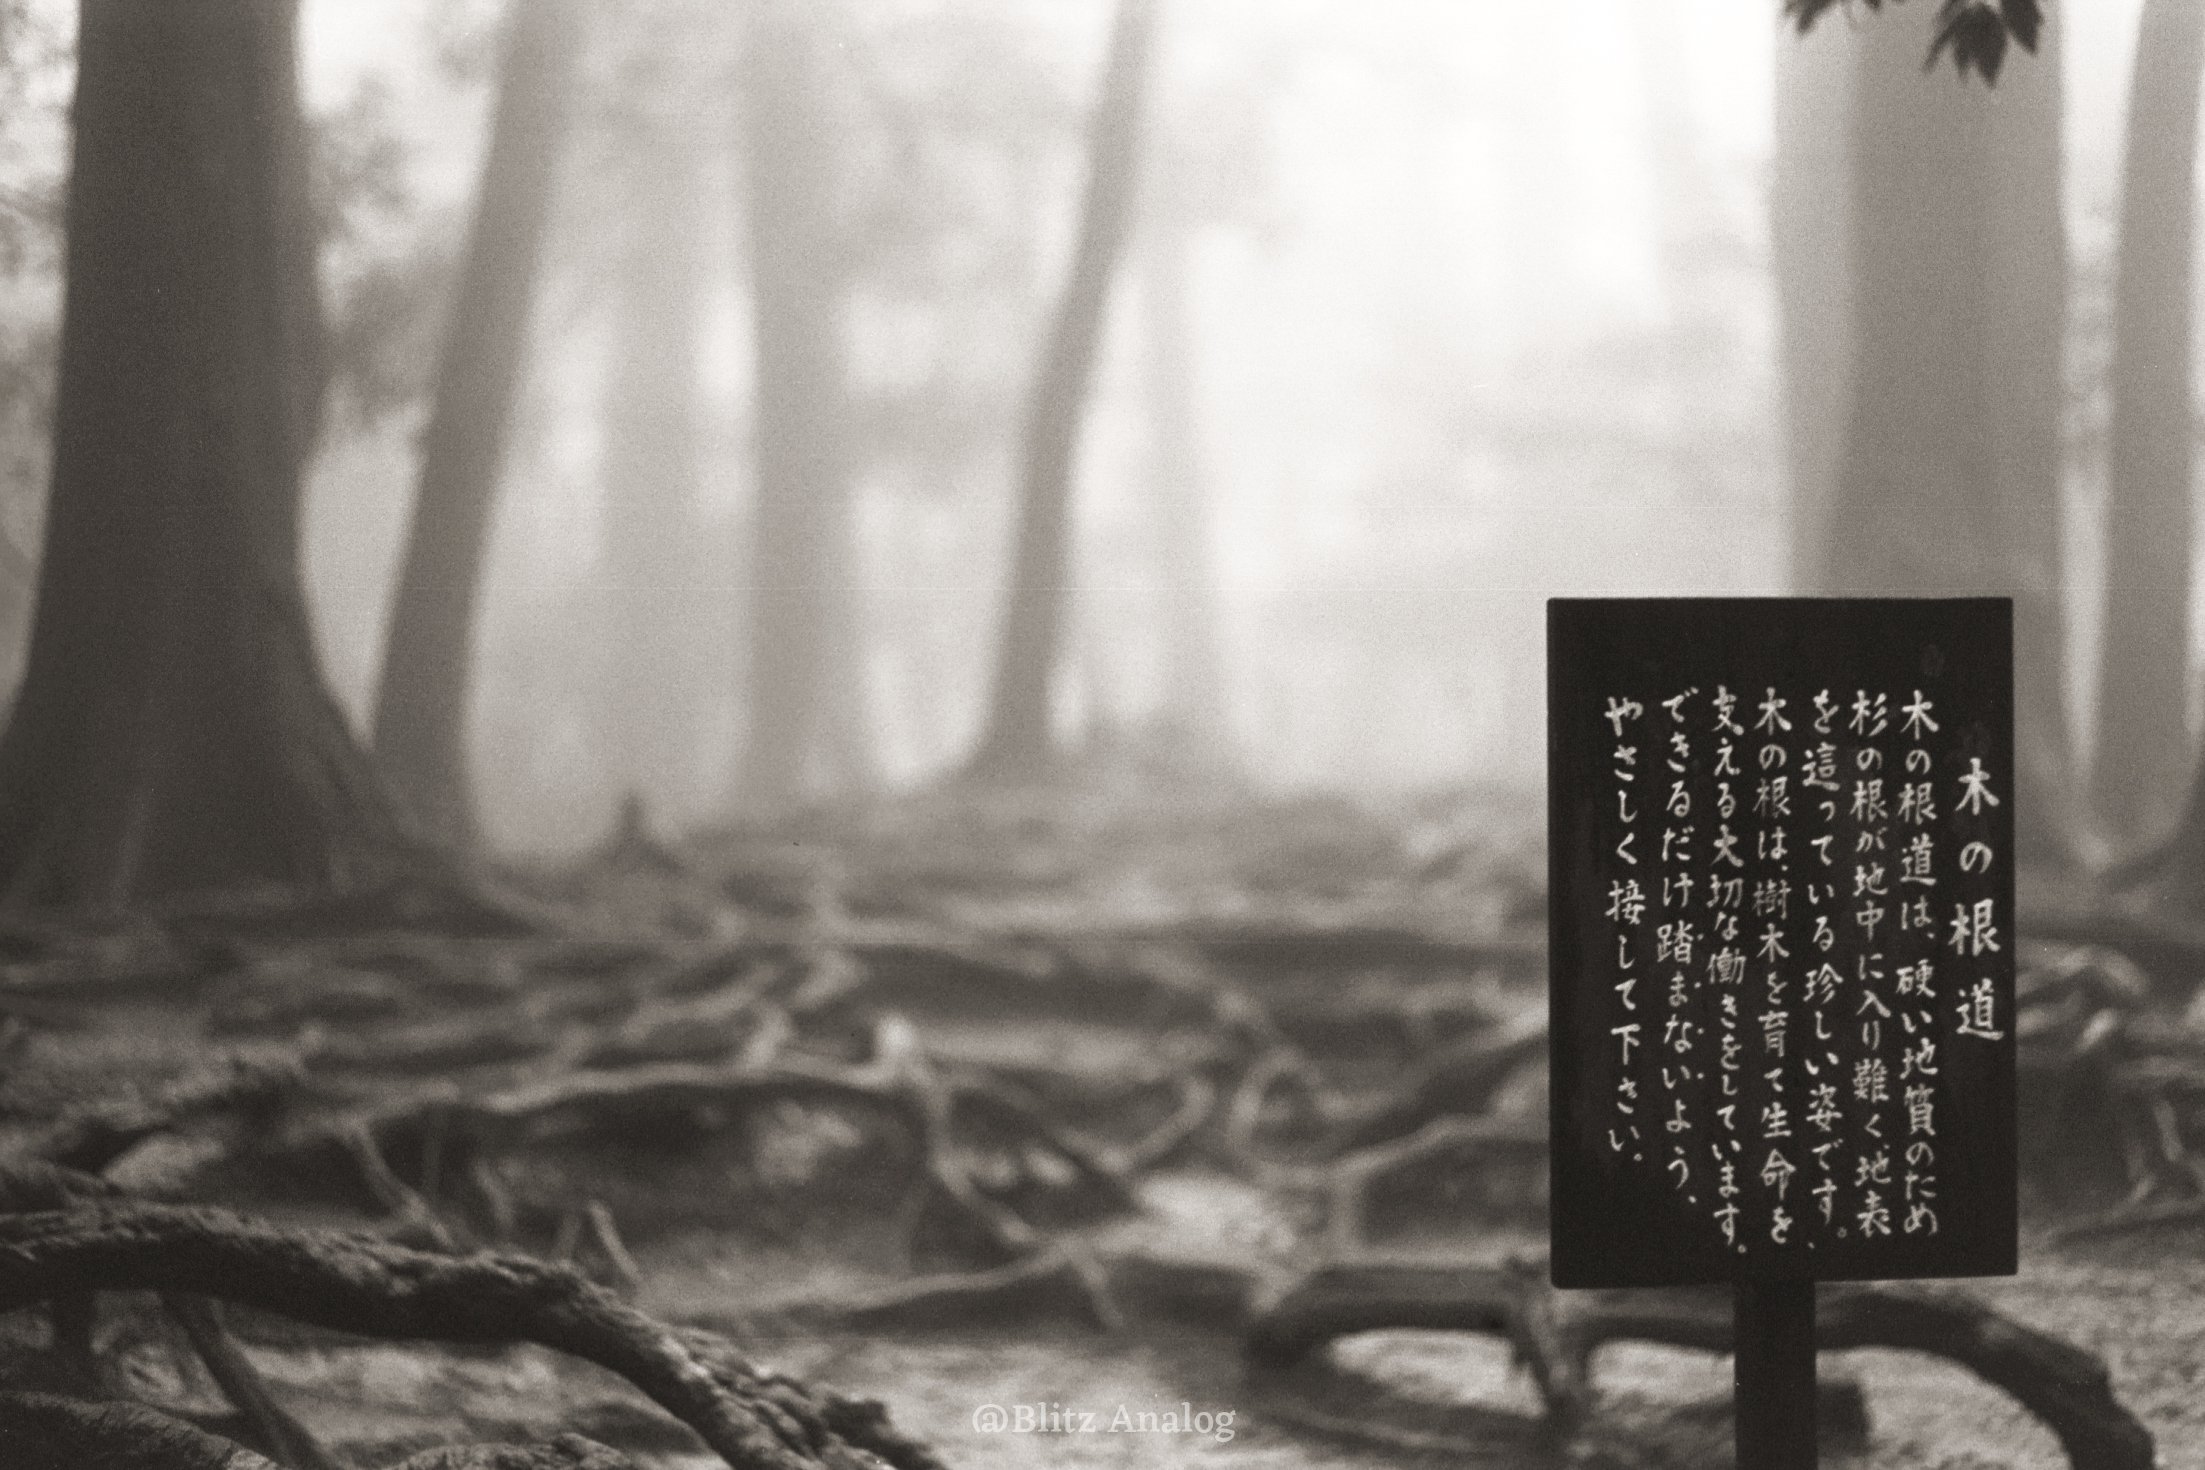 木の根道
木の根道は、硬い地質のため
杉の根が地中に入り難く、地表
を這っている珍しい姿です。
木の根は、樹木を育て生命を、
支える大切な働きをしています。
できるだけ踏まないよう、
やさしく接して下さい。
@Blitz Analog